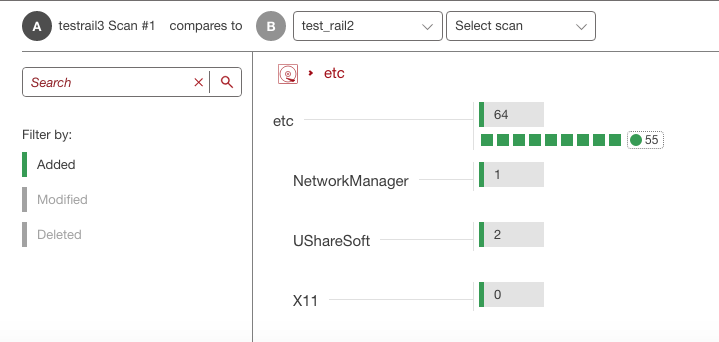 A testrail3 Scan #1 compares to B test_rail2 Select scan
Search
etc
Filter by:
Added
Modified
Deleted
etc 64
55
NetworkManager 1
UShareSoft 2
X11 0